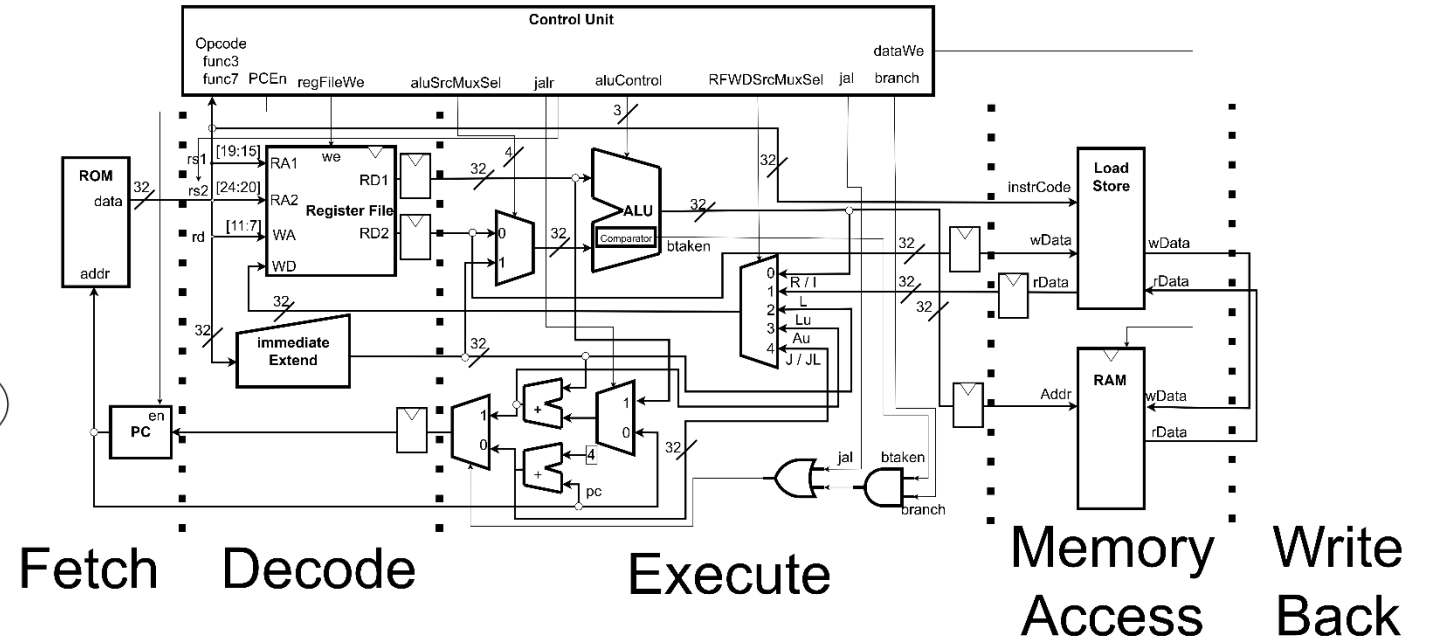 Control Unit
Opcode
func3
func7
PCEn
regFileWe
aluSrcMuxSel
jalr
aluControl
RFWDSrcMuxSel
jal
branch
dataWe
3
ROM
data
addr
32
rs1
rs2
rd
[19:15]
[24:20]
[11:7]
we
RA1
RA2
WA
WD
RD1
RD2
Register File
32
4
0
1
32
ALU
Comparator
btaken
32
32
0
1
2
3
4
R / I
L
Lu
Au
J / JL
32
32
32
instrCode
wData
rData
Load
Store
wData
rData
RAM
Addr
wData
rData
32
32
immediate
Extend
32
en
PC
1
0
+
+
4
pc
1
0
32
jal
btaken
branch
Fetch
Decode
Execute
Memory
Access
Write
Back